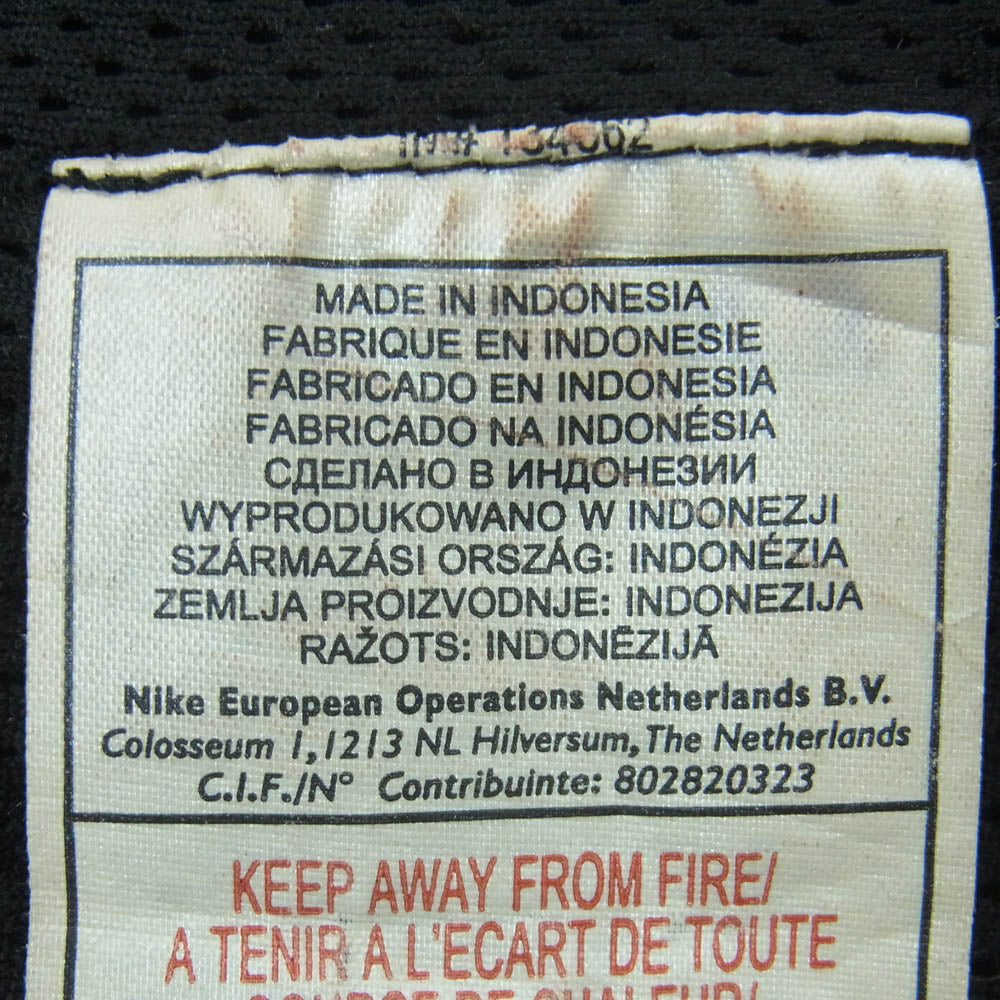 MADE IN INDONESIA
FABRIQUE EN INDONESIE
FABRICADO EN INDONESIA
FABRICADO NA INDONÉSIA
СДЕЛАНО В ИНДОНЕЗИИ
WYPRODUKOWANO W INDONEZJI
SZÁRMAZÁSI ORSZÁG: INDONÉZIA
ZEMLJA PROIZVODNJE: INDONEZIJA
RAŽOTS: INDONĒZIJĀ
Nike European Operations Netherlands B.V.
Colosseum 1, 1213 NL Hilversum, The Netherlands
C.I.F./N° Contribuinte: 802820323
KEEP AWAY FROM FIRE/
A TENIR A L'ECART DE TOUTE